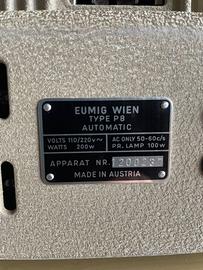 EUMIG WIEN
TYPE P8
AUTOMATIC
VOLTS 110/220v~
WATTS 200w
AC ONLY 50-60c/s
PR. LAMP 100w
APPARAT NR.
MADE IN AUSTRIA